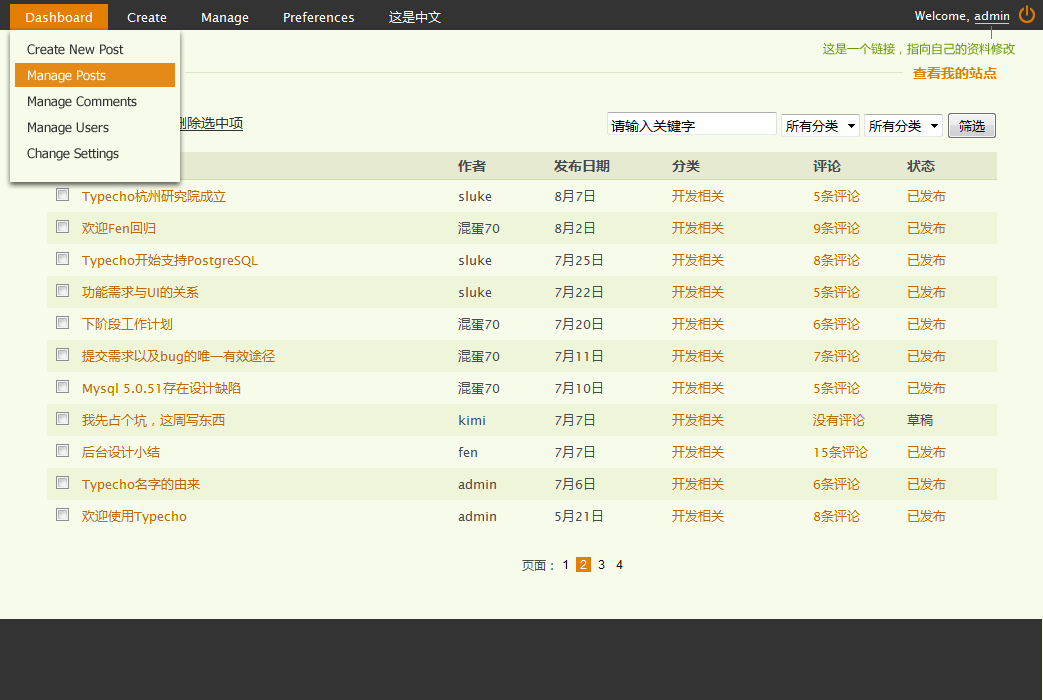 Dashboard Create Manage Preferences 这是中文 Welcome, admin
Create New Post
Manage Posts
Manage Comments
Manage Users
Change Settings
这是一个链接，指向自己的资料修改
查看我的站点
删除选中项 请输入关键字 所有分类 所有分类 筛选
作者 发布日期 分类 评论 状态
Typecho杭州研究院成立 sluke 8月7日 开发相关 5条评论 已发布
欢迎Fen回归 混蛋70 8月2日 开发相关 9条评论 已发布
Typecho开始支持PostgreSQL sluke 7月25日 开发相关 8条评论 已发布
功能需求与UI的关系 sluke 7月22日 开发相关 5条评论 已发布
下阶段工作计划 混蛋70 7月20日 开发相关 6条评论 已发布
提交需求以及bug的唯一有效途径 混蛋70 7月11日 开发相关 7条评论 已发布
Mysql 5.0.51存在设计缺陷 混蛋70 7月10日 开发相关 5条评论 已发布
我先占个坑，这周写东西 kimi 7月7日 开发相关 没有评论 草稿
后台设计小结 fen 7月7日 开发相关 15条评论 已发布
Typecho名字的由来 admin 7月6日 开发相关 6条评论 已发布
欢迎使用Typecho admin 5月21日 开发相关 8条评论 已发布
页面： 1 2 3 4